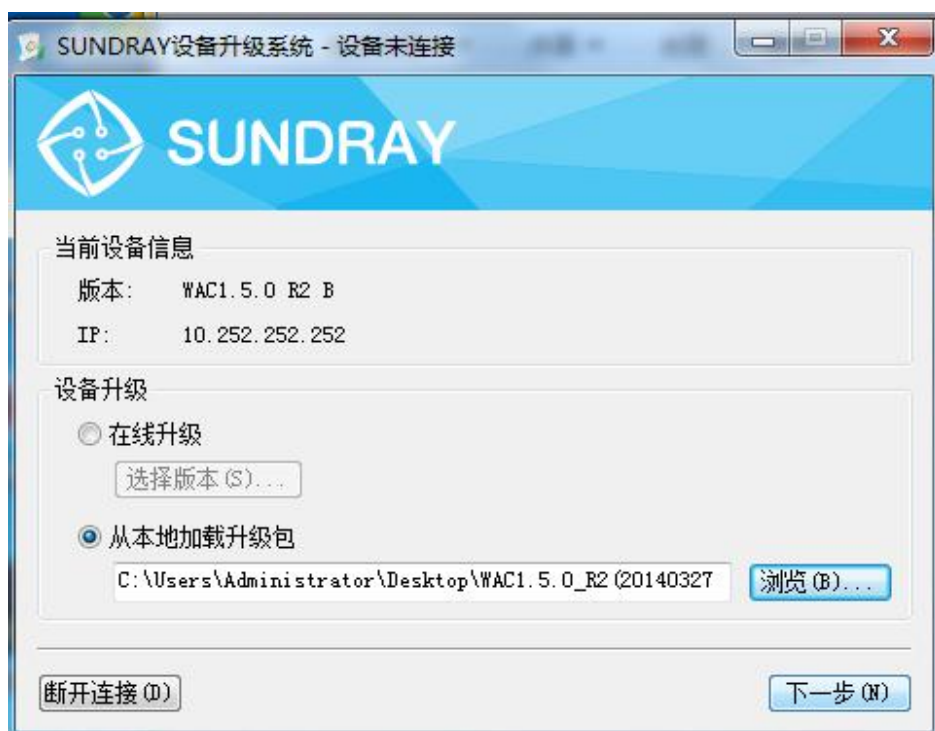 SUNDRAY设备升级系统 - 设备未连接
SUNDRAY
当前设备信息
版本: WAC1.5.0 R2 B
IP: 10.252.252.252
设备升级
在线升级
选择版本(S)...
从本地加载升级包
C:\Users\Administrator\Desktop\WAC1.5.0_R2(20140327
浏览(B)...
断开连接(D)
下一步(N)